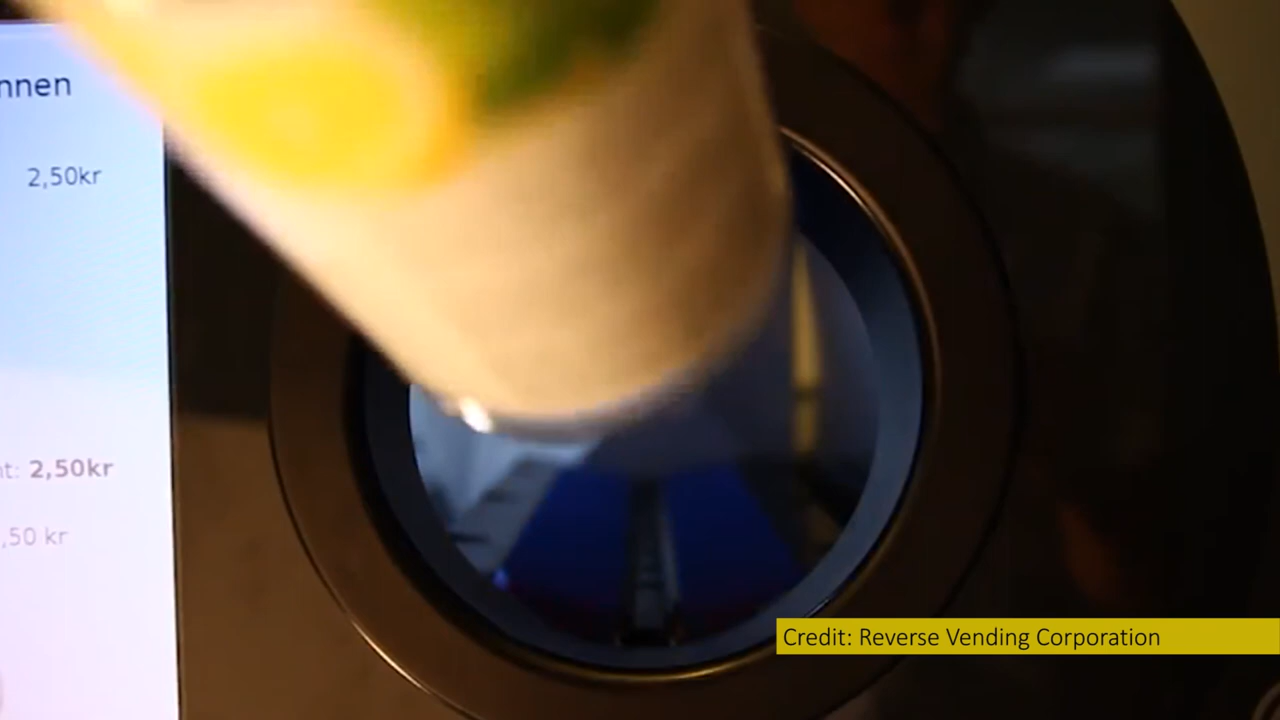 nnen
2,50kr
t: 2,50kr
,50 kr
Credit: Reverse Vending Corporation